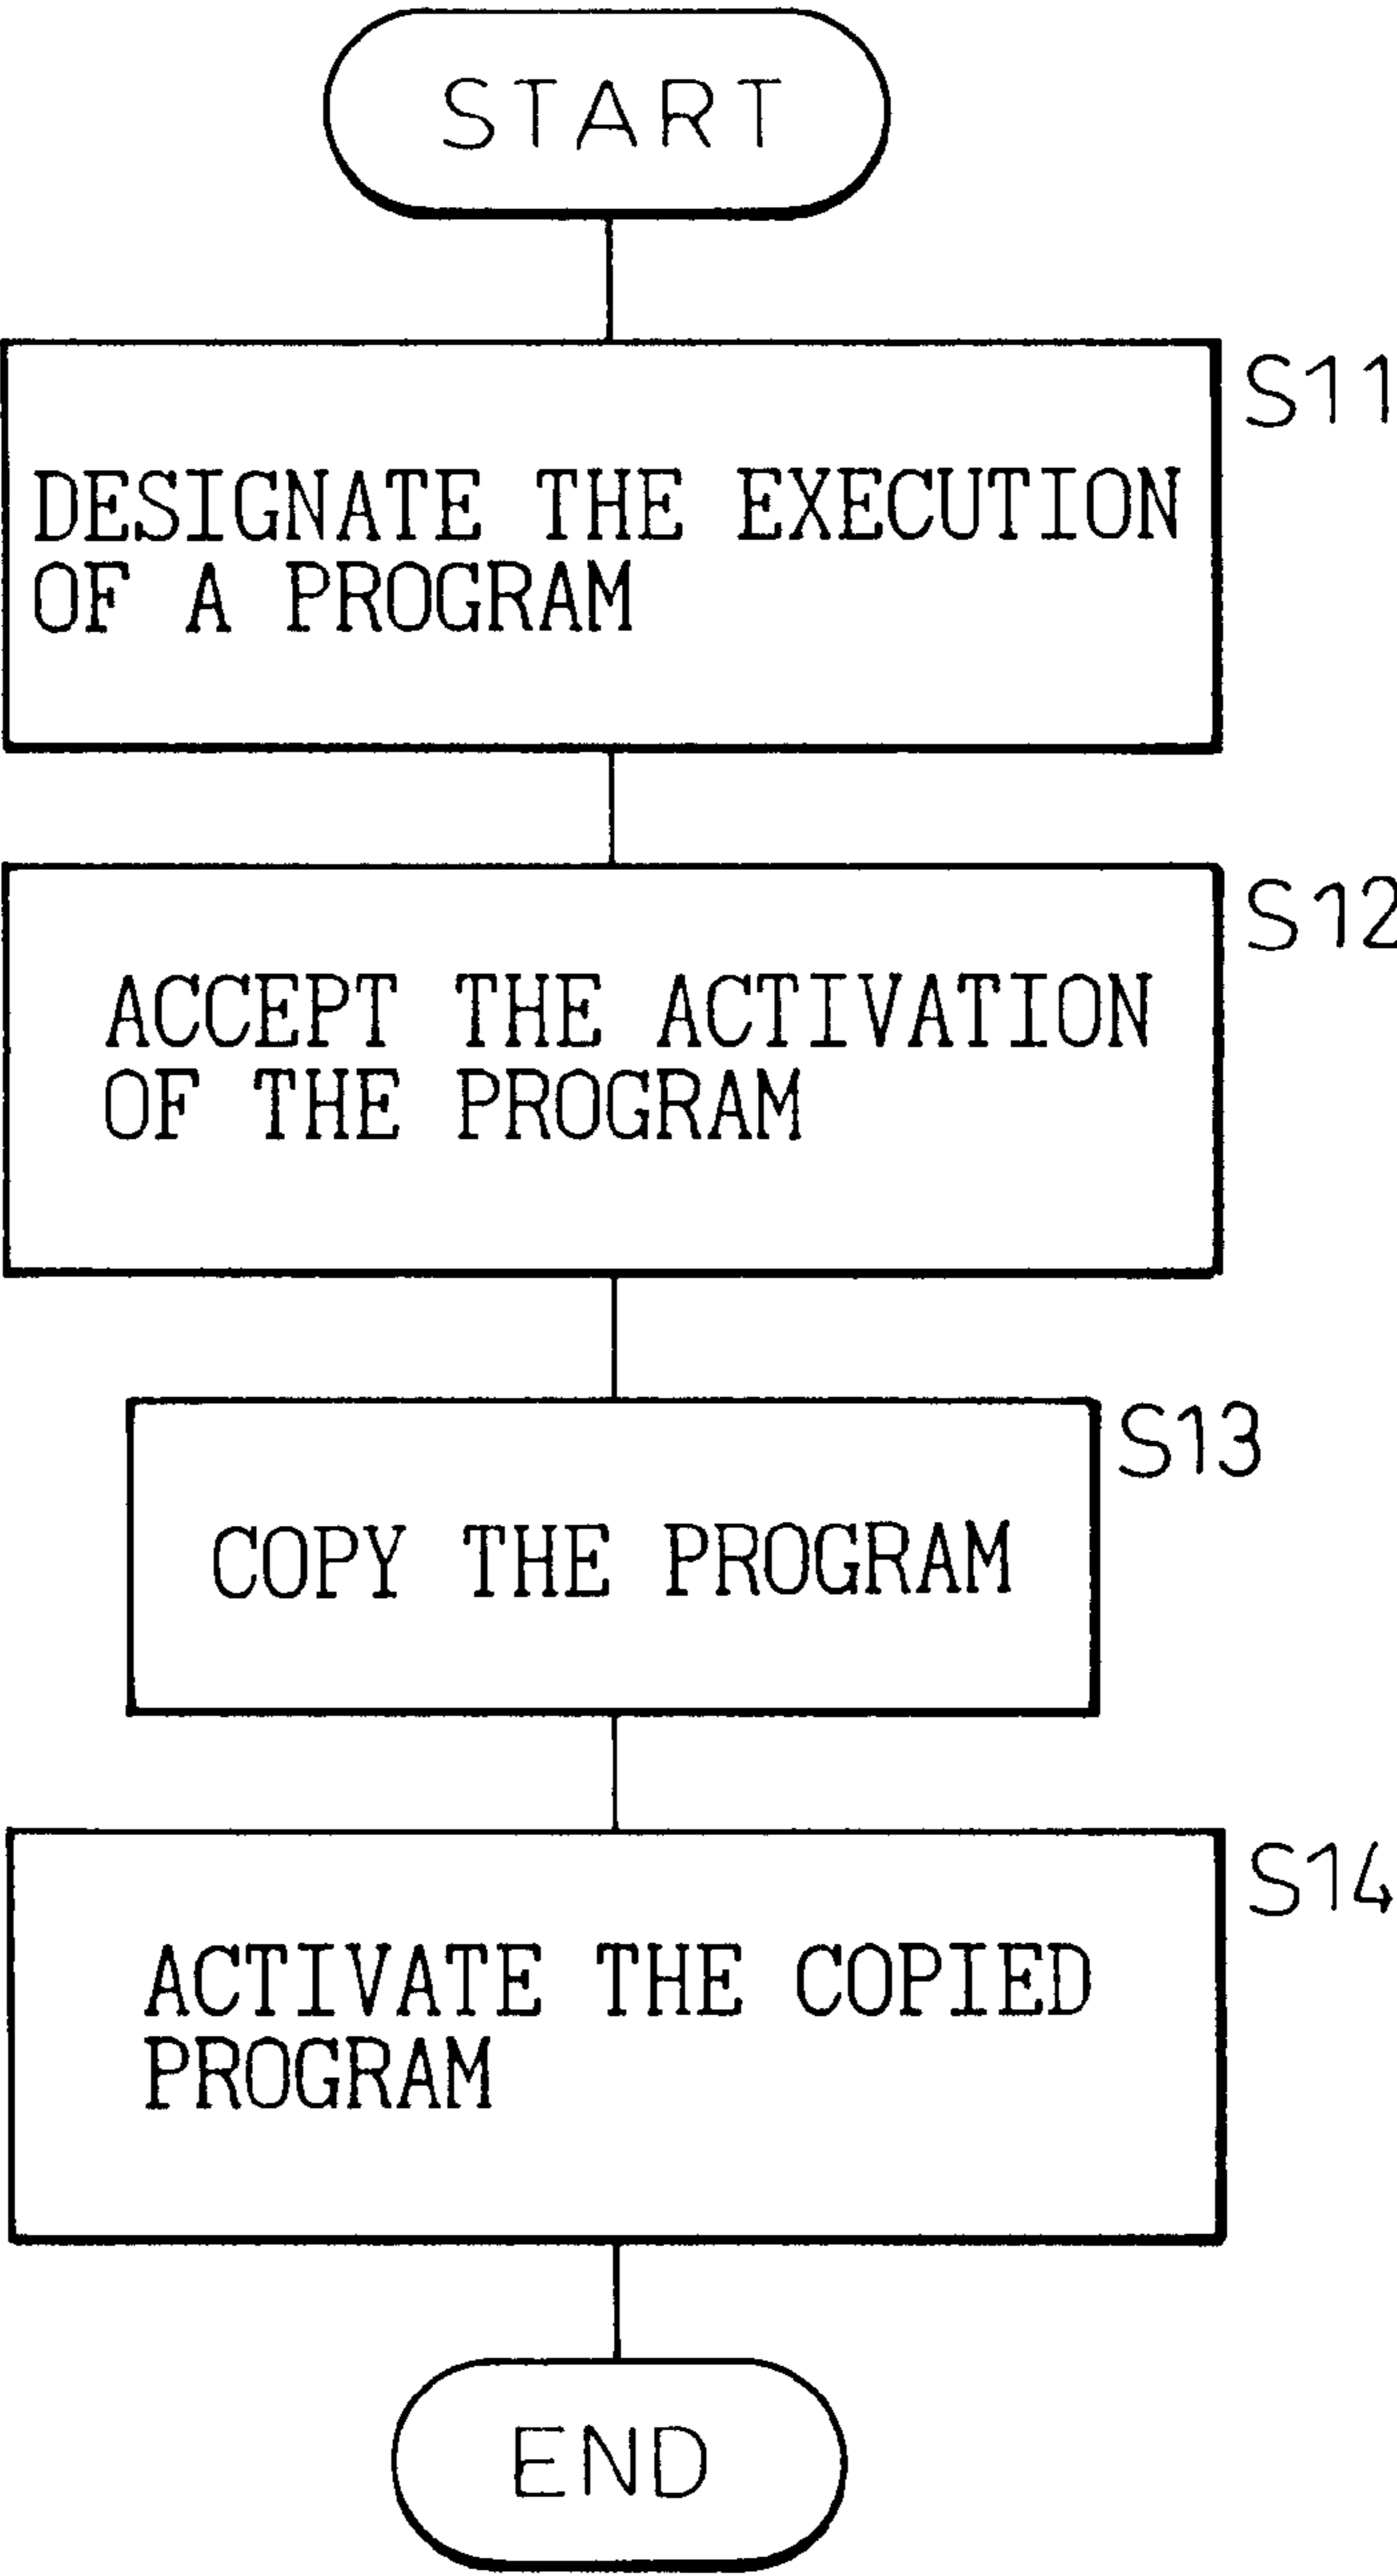 START
S11
DESIGNATE THE EXECUTION
OF A PROGRAM
S12
ACCEPT THE ACTIVATION
OF THE PROGRAM
S13
COPY THE PROGRAM
S14
ACTIVATE THE COPIED
PROGRAM
END